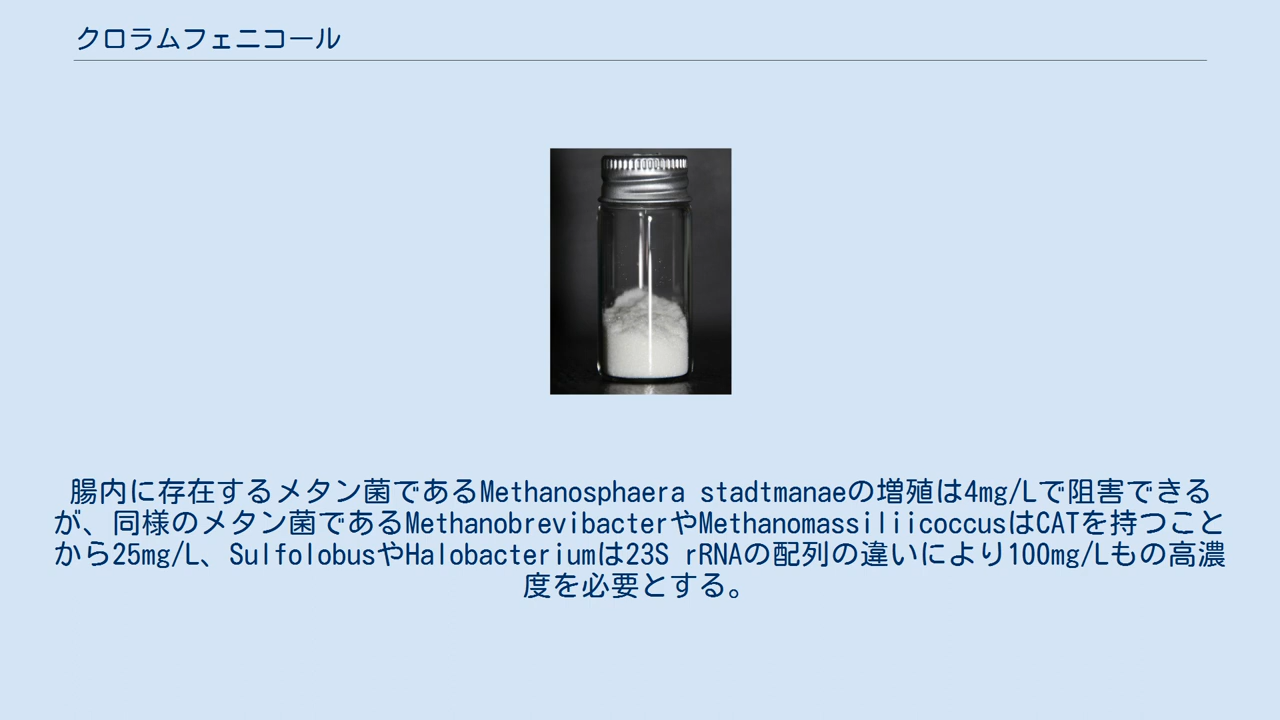 クロラムフェニコール
腸内に存在するメタン菌であるMethanosphaera stadtmanaeの増殖は4mg/Lで阻害できる
が、同様のメタン菌であるMethanobrevibacterやMethanomassiliicoccusはCATを持つこと
から25mg/L、SulfolobusやHalobacteriumは23S rRNAの配列の違いにより100mg/Lもの高濃
度を必要とする。